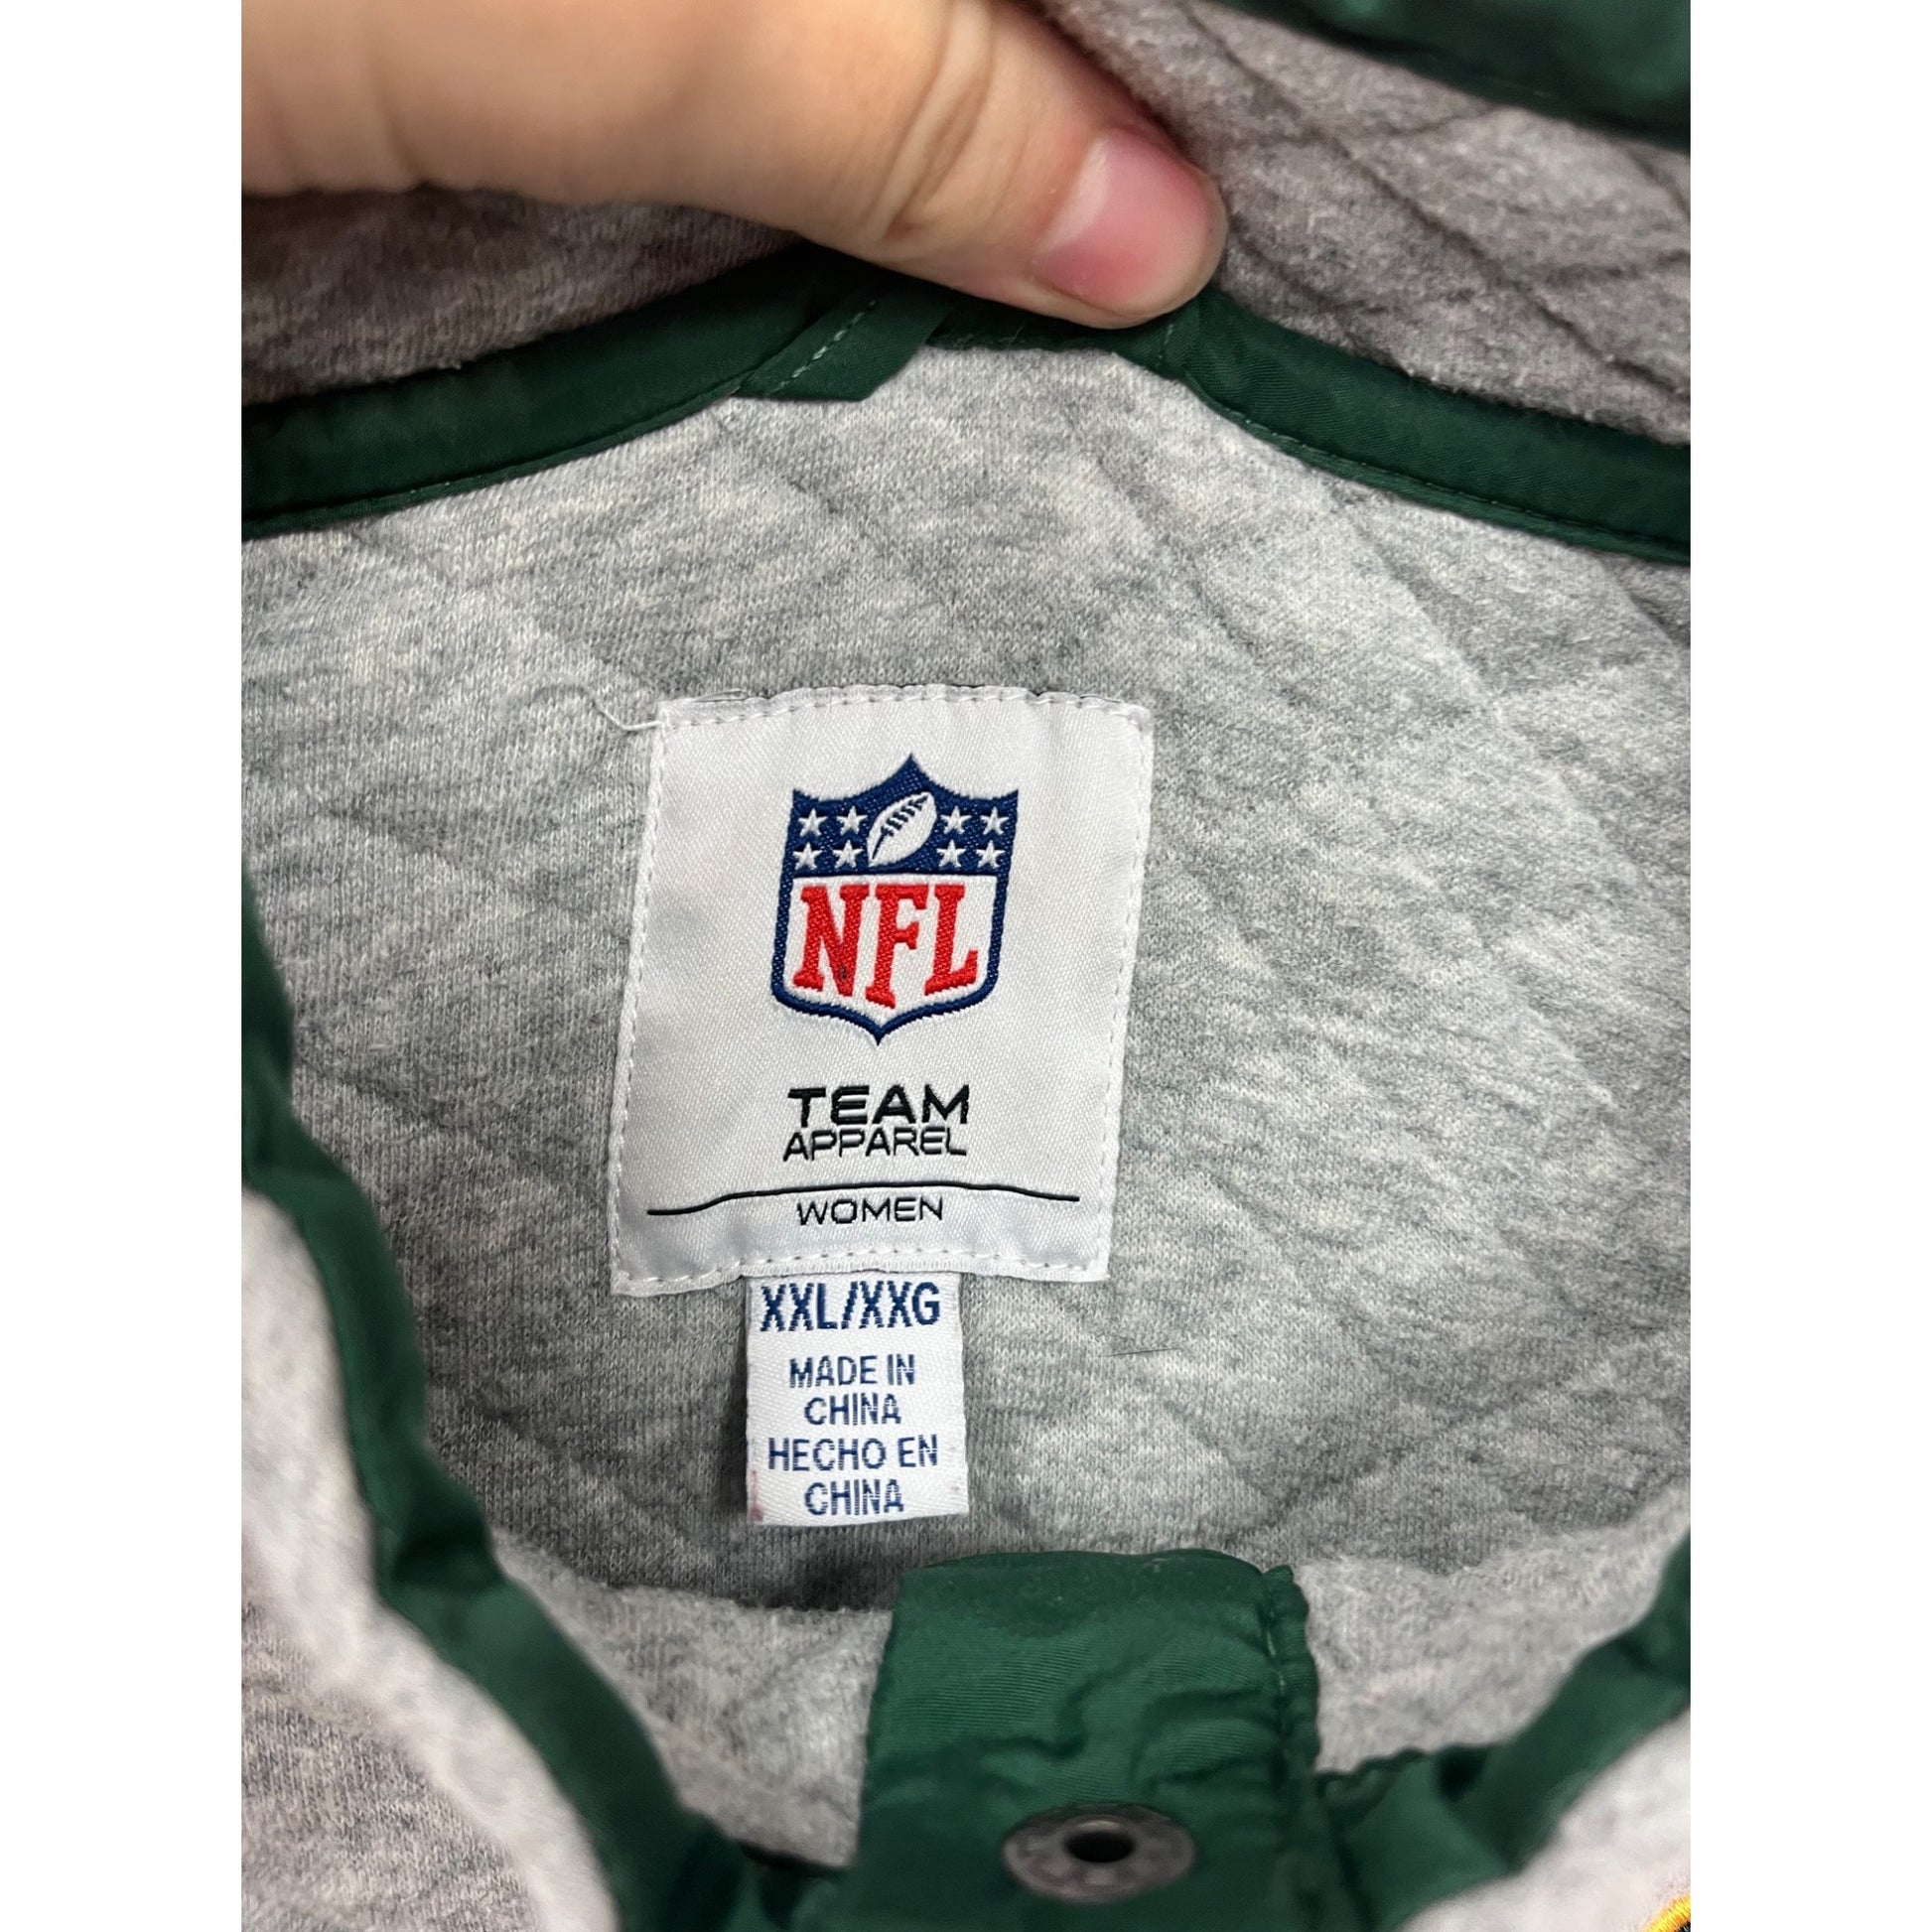 NFL
TEAM
APPAREL
WOMEN
XXL/XXG
MADE IN
CHINA
HECHO EN
CHINA